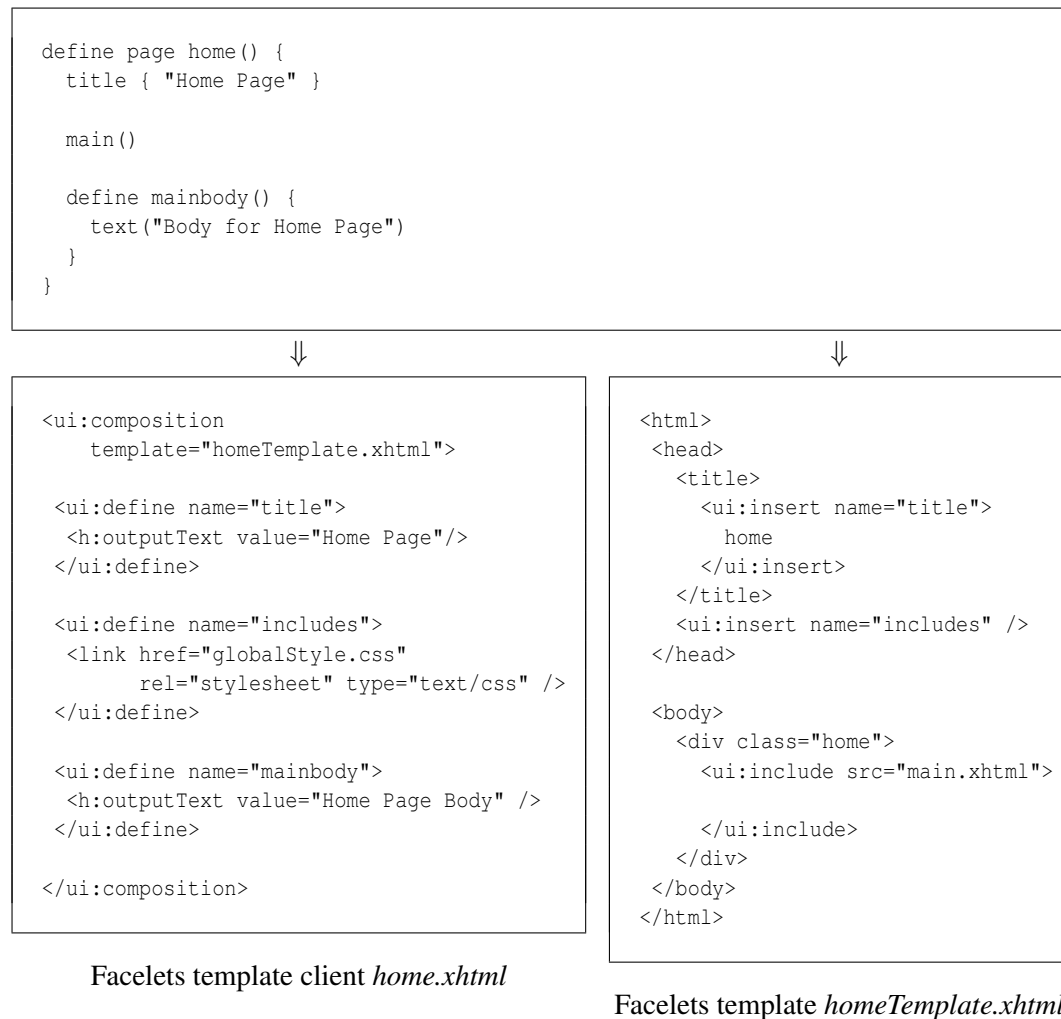 define page home() {
  title { "Home Page" }

  main()

  define mainbody() {
    text("Body for Home Page")
  }
}
⇓
⇓
<ui:composition
    template="homeTemplate.xhtml">

 <ui:define name="title">
  <h:outputText value="Home Page"/>
 </ui:define>

 <ui:define name="includes">
  <link href="globalStyle.css"
        rel="stylesheet" type="text/css" />
 </ui:define>

 <ui:define name="mainbody">
  <h:outputText value="Home Page Body" />
 </ui:define>

</ui:composition>
Facelets template client home.xhtml
<html>
 <head>
   <title>
     <ui:insert name="title">
       home
     </ui:insert>
   </title>
   <ui:insert name="includes" />
 </head>

 <body>
   <div class="home">
     <ui:include src="main.xhtml">

     </ui:include>
   </div>
 </body>
</html>
Facelets template homeTemplate.xhtml